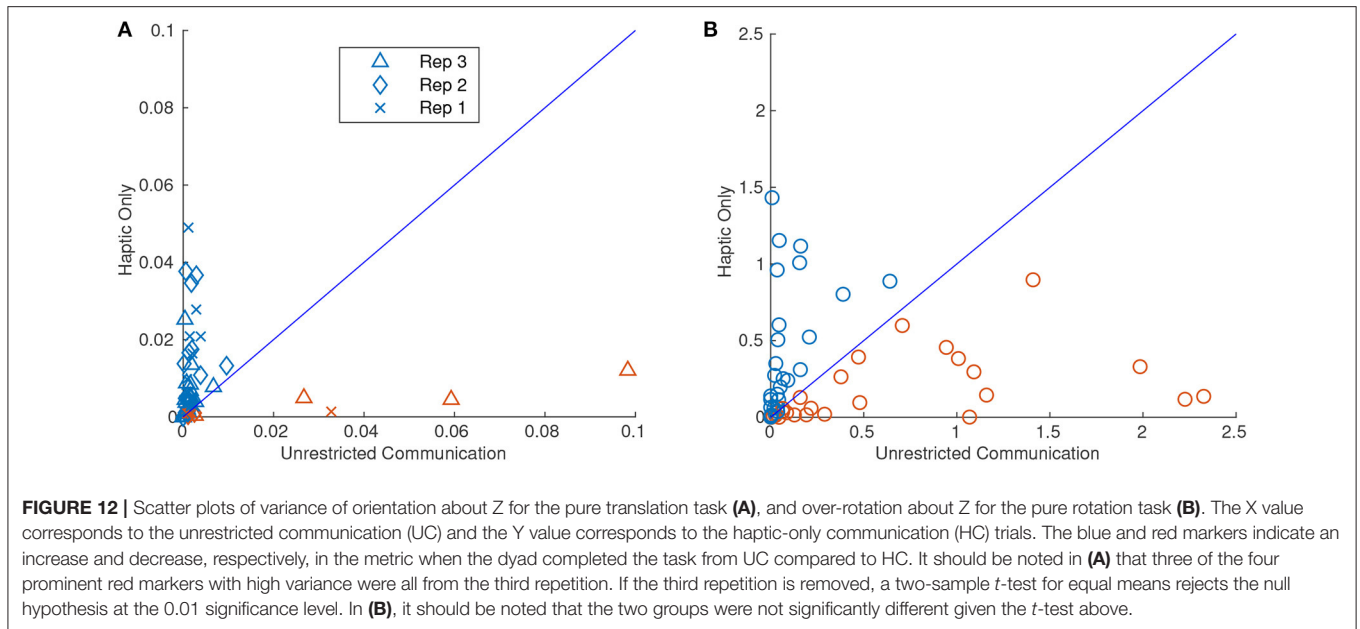 A
0.1
0.08
0.06
0.04
0.02
0
Haptic Only
Rep 3
Rep 2
Rep 1
0
0.02
0.04
0.06
0.08
0.1
Unrestricted Communication
B
2.5
2
1.5
1
0.5
0
Haptic Only
0
0.5
1
1.5
2
2.5
Unrestricted Communication
FIGURE 12 | Scatter plots of variance of orientation about Z for the pure translation task (A), and over-rotation about Z for the pure rotation task (B). The X value
corresponds to the unrestricted communication (UC) and the Y value corresponds to the haptic-only communication (HC) trials. The blue and red markers indicate an
increase and decrease, respectively, in the metric when the dyad completed the task from UC compared to HC. It should be noted in (A) that three of the four
prominent red markers with high variance were all from the third repetition. If the third repetition is removed, a two-sample t-test for equal means rejects the null
hypothesis at the 0.01 significance level. In (B), it should be noted that the two groups were not significantly different given the t-test above.